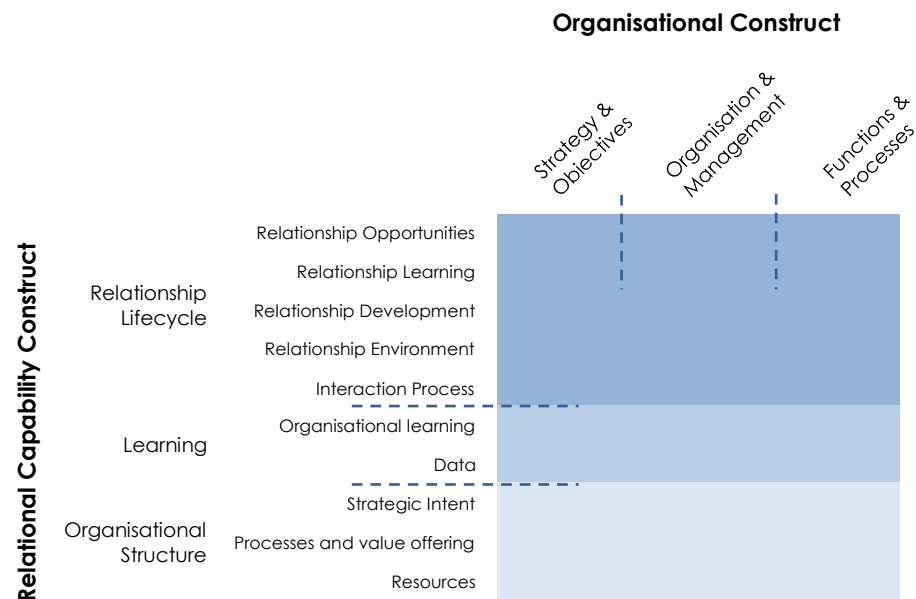 Organisational Construct
Strategy &
Objectives
Organisation &
Management
Functions &
Processes
Relational Capability Construct
Relationship
Lifecycle
Relationship Opportunities
Relationship Learning
Relationship Development
Relationship Environment
Interaction Process
Learning
Organisational learning
Data
Organisational
Structure
Strategic Intent
Processes and value offering
Resources